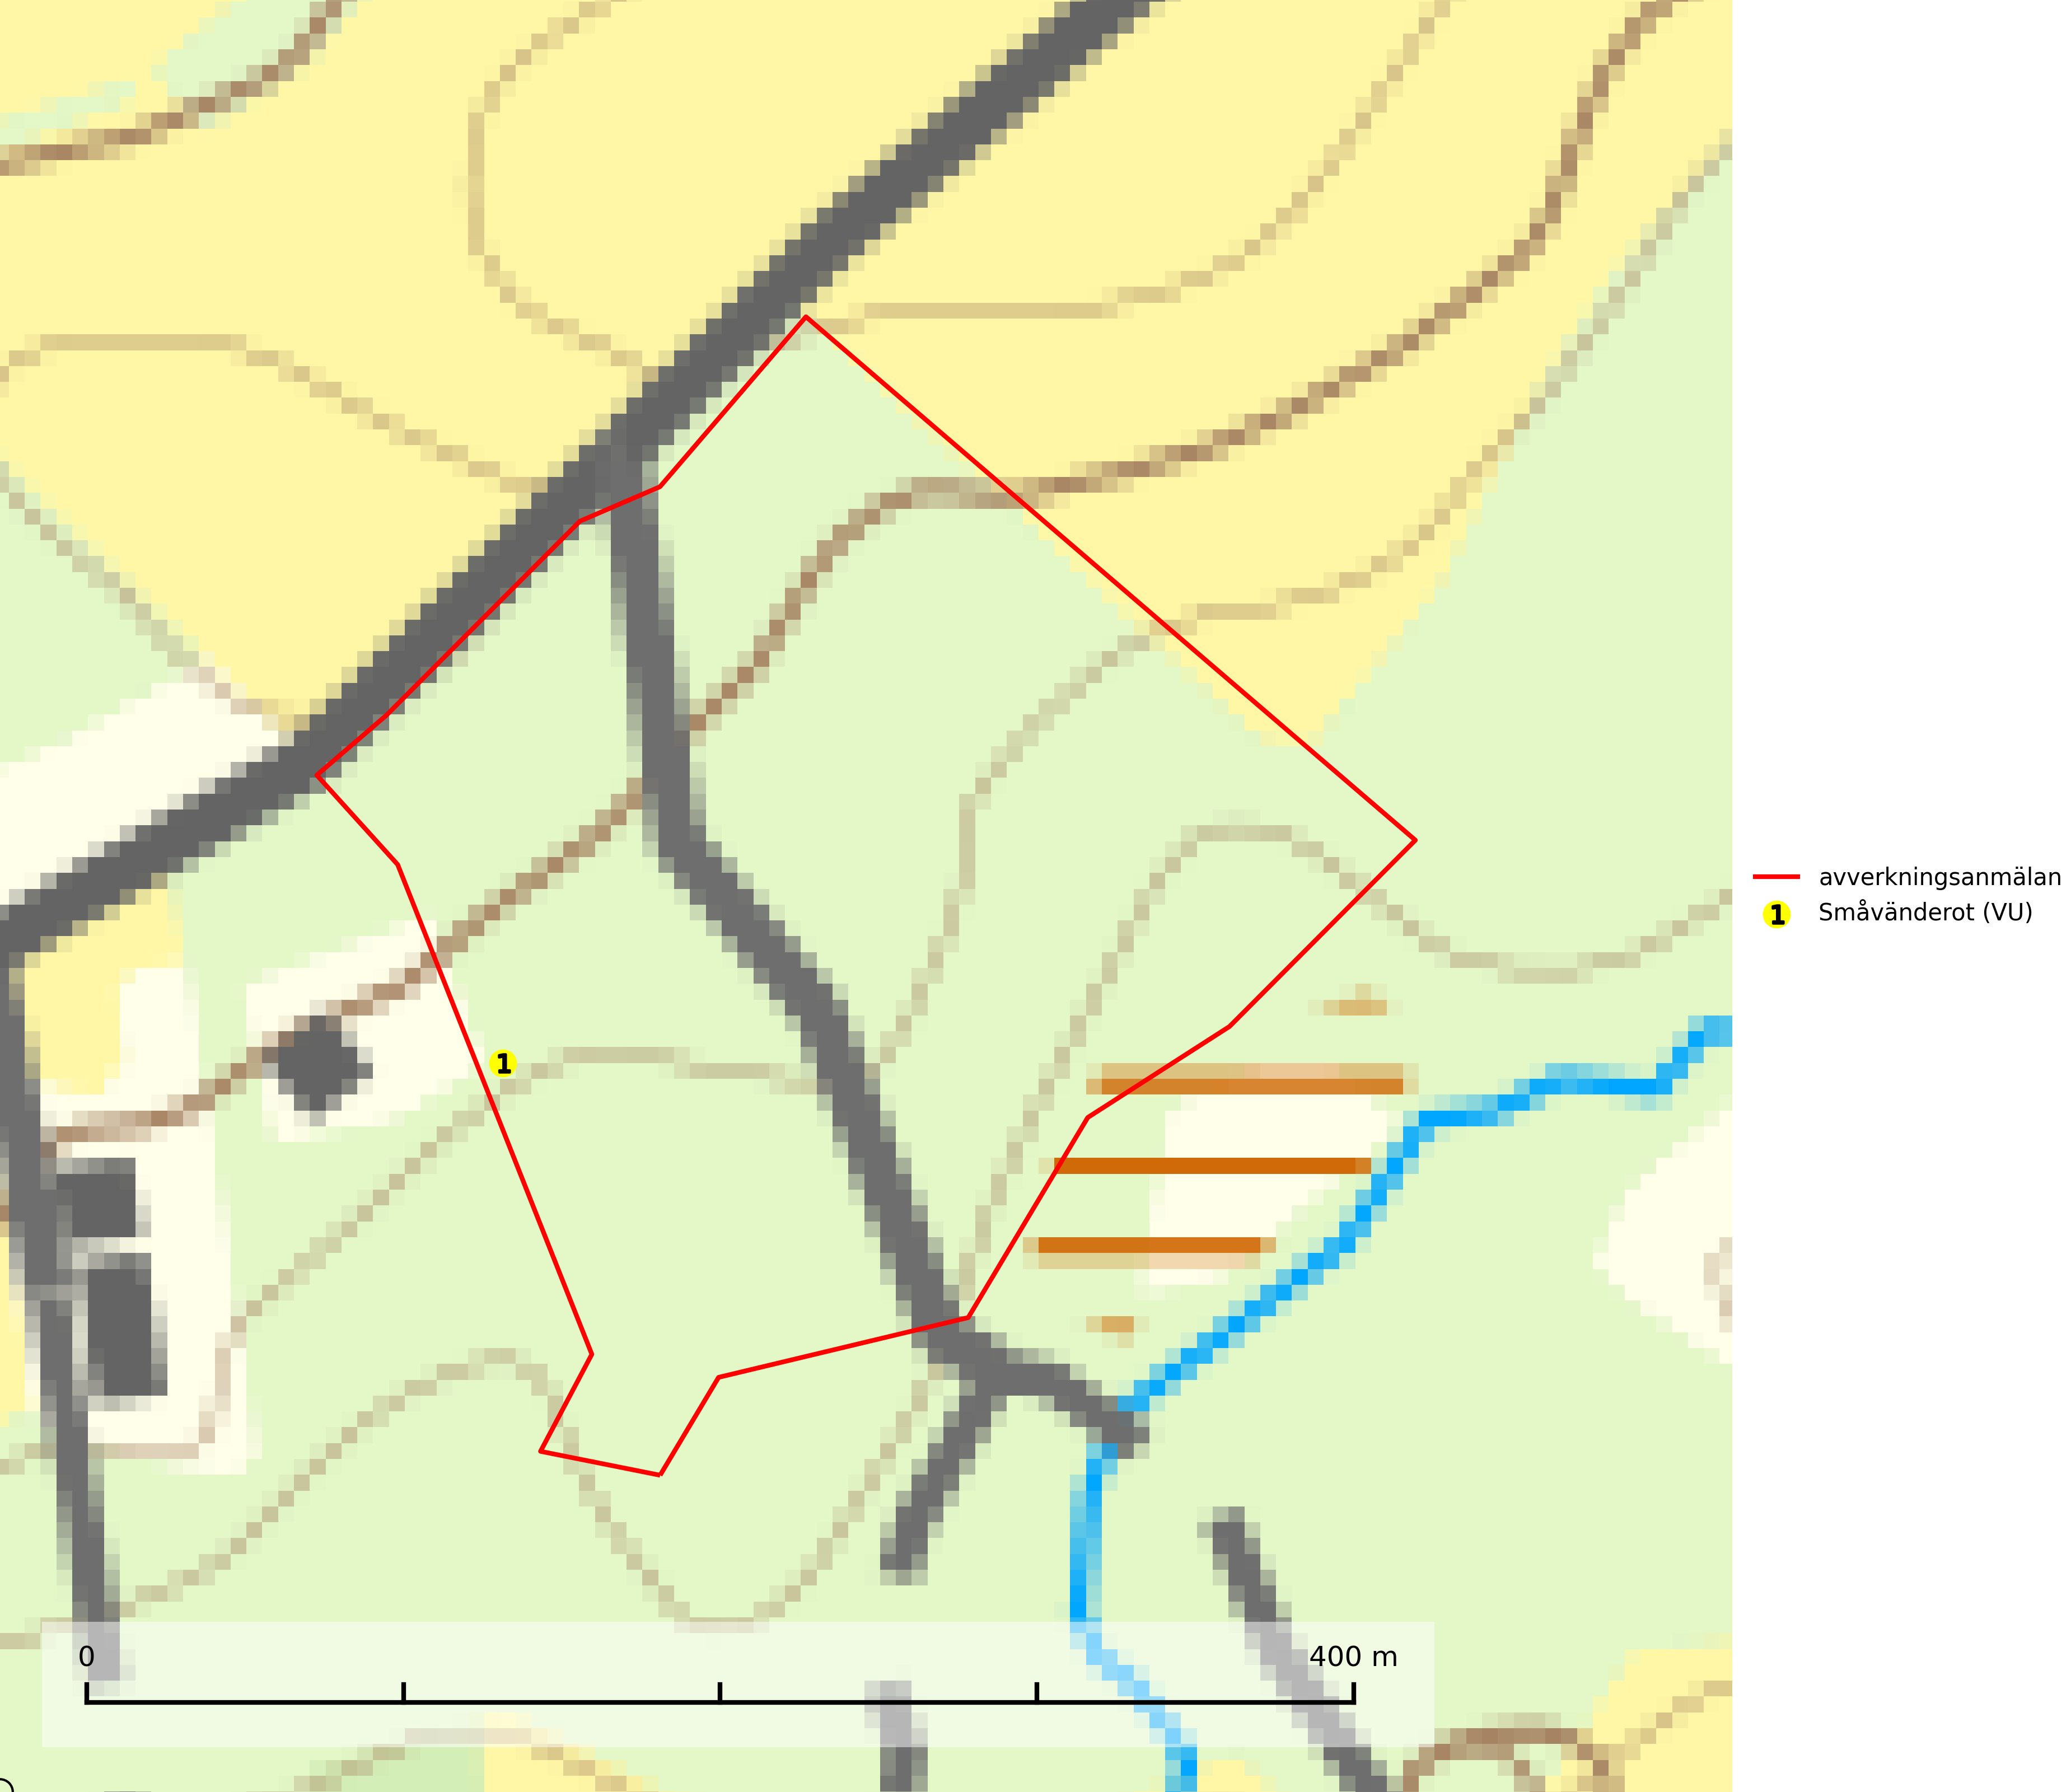 avverkningsanmälan
1 Småvänderot (VU)
1
0 400 m